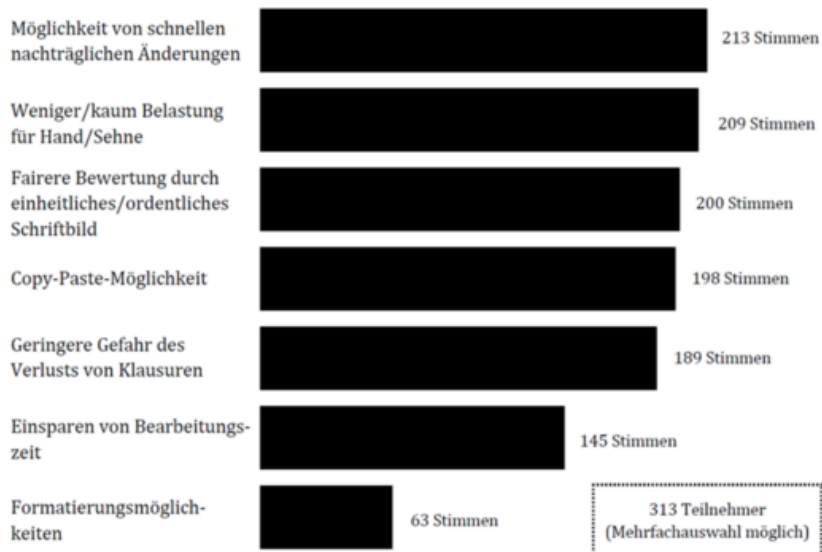 Möglichkeit von schnellen
nachträglichen Änderungen
213 Stimmen
Weniger/kaum Belastung
für Hand/Sehne
209 Stimmen
Fairere Bewertung durch
einheitliches/ordentliches
Schriftbild
200 Stimmen
Copy-Paste-Möglichkeit
198 Stimmen
Geringere Gefahr des
Verlusts von Klausuren
189 Stimmen
Einsparen von Bearbeitungs-
zeit
145 Stimmen
Formatierungsmöglich-
keiten
63 Stimmen
313 Teilnehmer
(Mehrfachauswahl möglich)